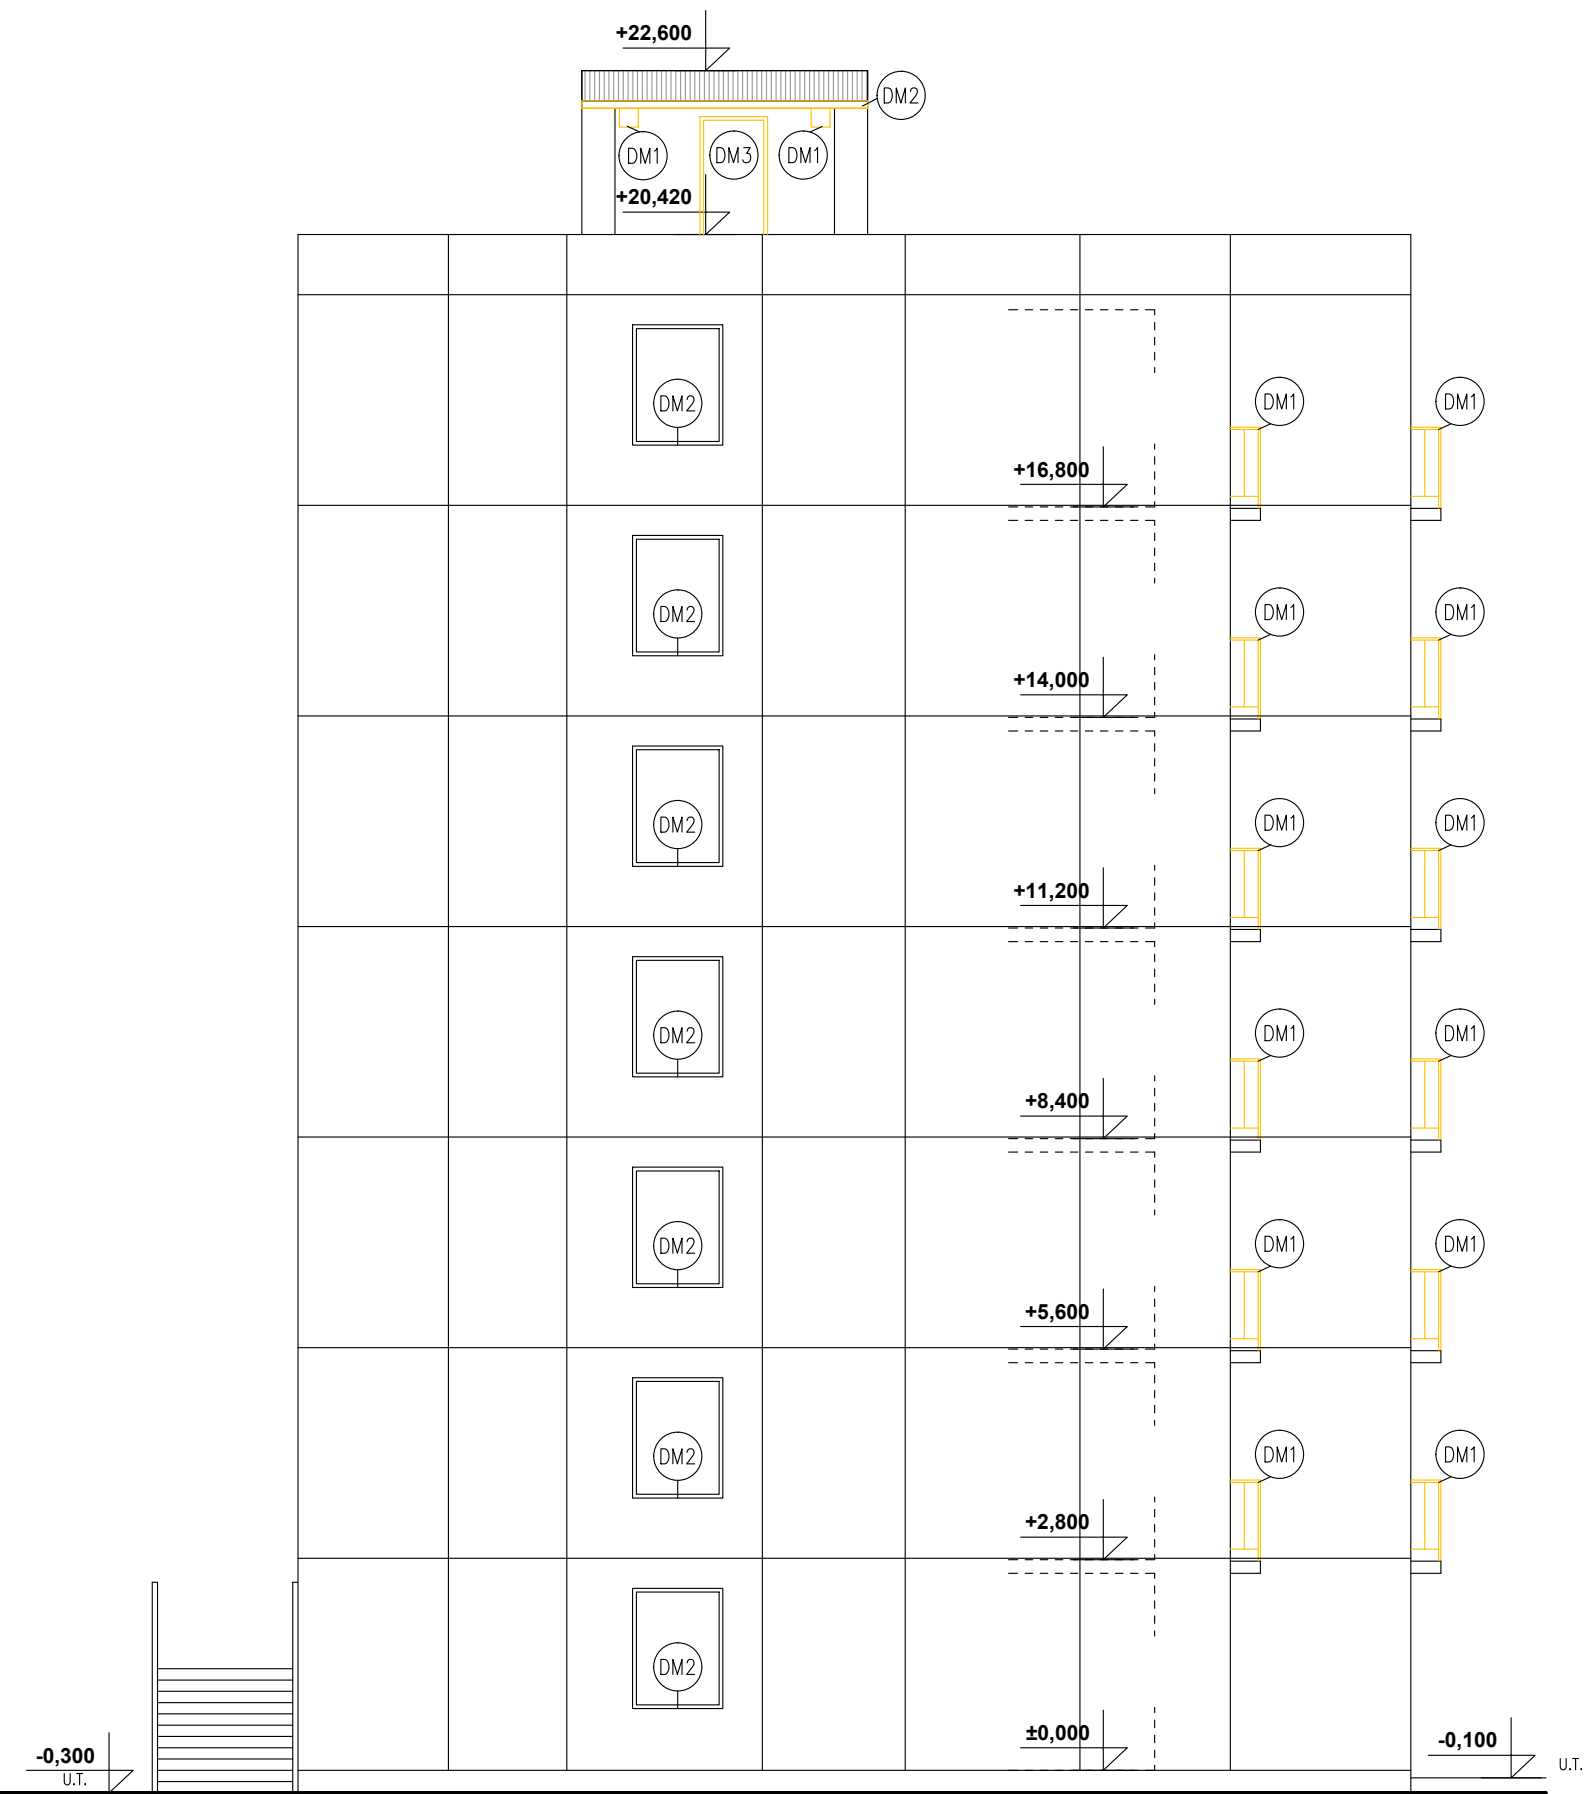 +22,600
DM2
DM1
DM3
DM1
+20,420
DM2
DM1
DM1
+16,800
DM2
DM1
DM1
+14,000
DM2
DM1
DM1
+11,200
DM2
DM1
DM1
+8,400
DM2
DM1
DM1
+5,600
DM2
DM1
DM1
+2,800
DM2
±0,000
-0,300
U.T.
-0,100
U.T.